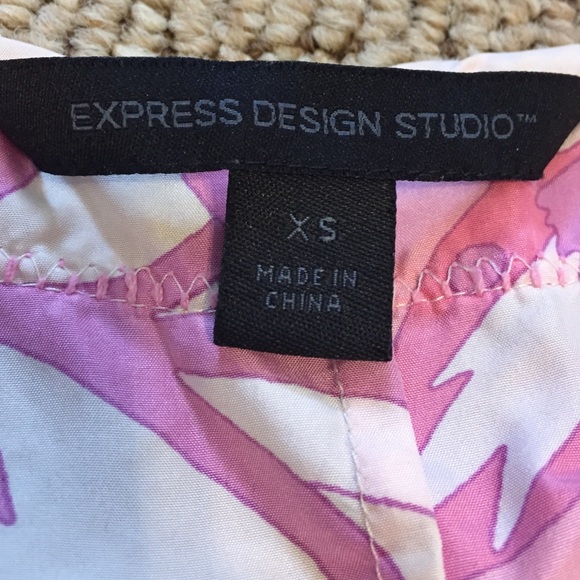 EXPRESS DESIGN STUDIO™
XS
MADE IN
CHINA